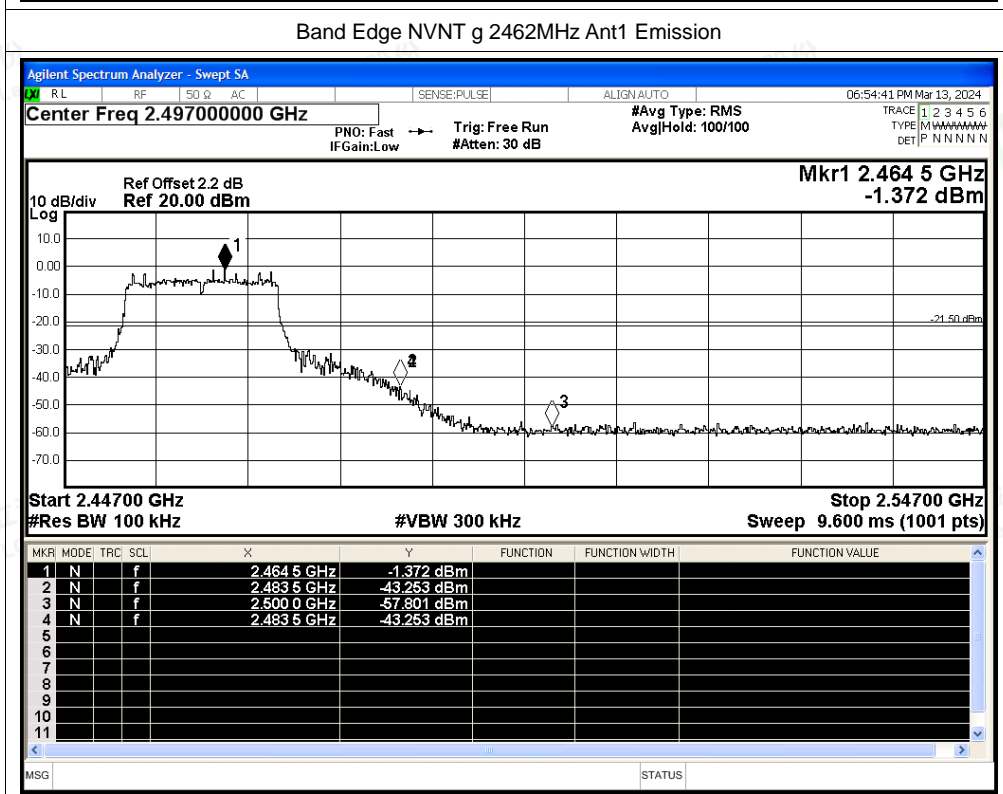 Band Edge NVNT g 2462MHz Ant1 Emission
Agilent Spectrum Analyzer - Swept SA
LXI RL RF 50 Ω AC SENSE:PULSE ALIGNAUTO 06:54:41 PM Mar 13, 2024
Center Freq 2.497000000 GHz #Avg Type: RMS TRACE 1 2 3 4 5 6
PNO: Fast Trig: Free Run Avg|Hold: 100/100 TYPE M WWWWW
IFGain:Low #Atten: 30 dB DET P N N N N N
Mkr1 2.464 5 GHz
Ref Offset 2.2 dB
10 dB/div Ref 20.00 dBm -1.372 dBm
Log
10.0
1
0.00
-10.0
-20.0
-21.50 dBm
-30.0
2
-40.0
3
-50.0
-60.0
-70.0
Start 2.44700 GHz Stop 2.54700 GHz
#Res BW 100 kHz #VBW 300 kHz Sweep 9.600 ms (1001 pts)
MKR MODE TRC SCL X Y FUNCTION FUNCTION WIDTH FUNCTION VALUE
1 N f 2.464 5 GHz -1.372 dBm
2 N f 2.483 5 GHz -43.253 dBm
3 N f 2.500 0 GHz -57.801 dBm
4 N f 2.483 5 GHz -43.253 dBm
5
6
7
8
9
10
11
MSG STATUS